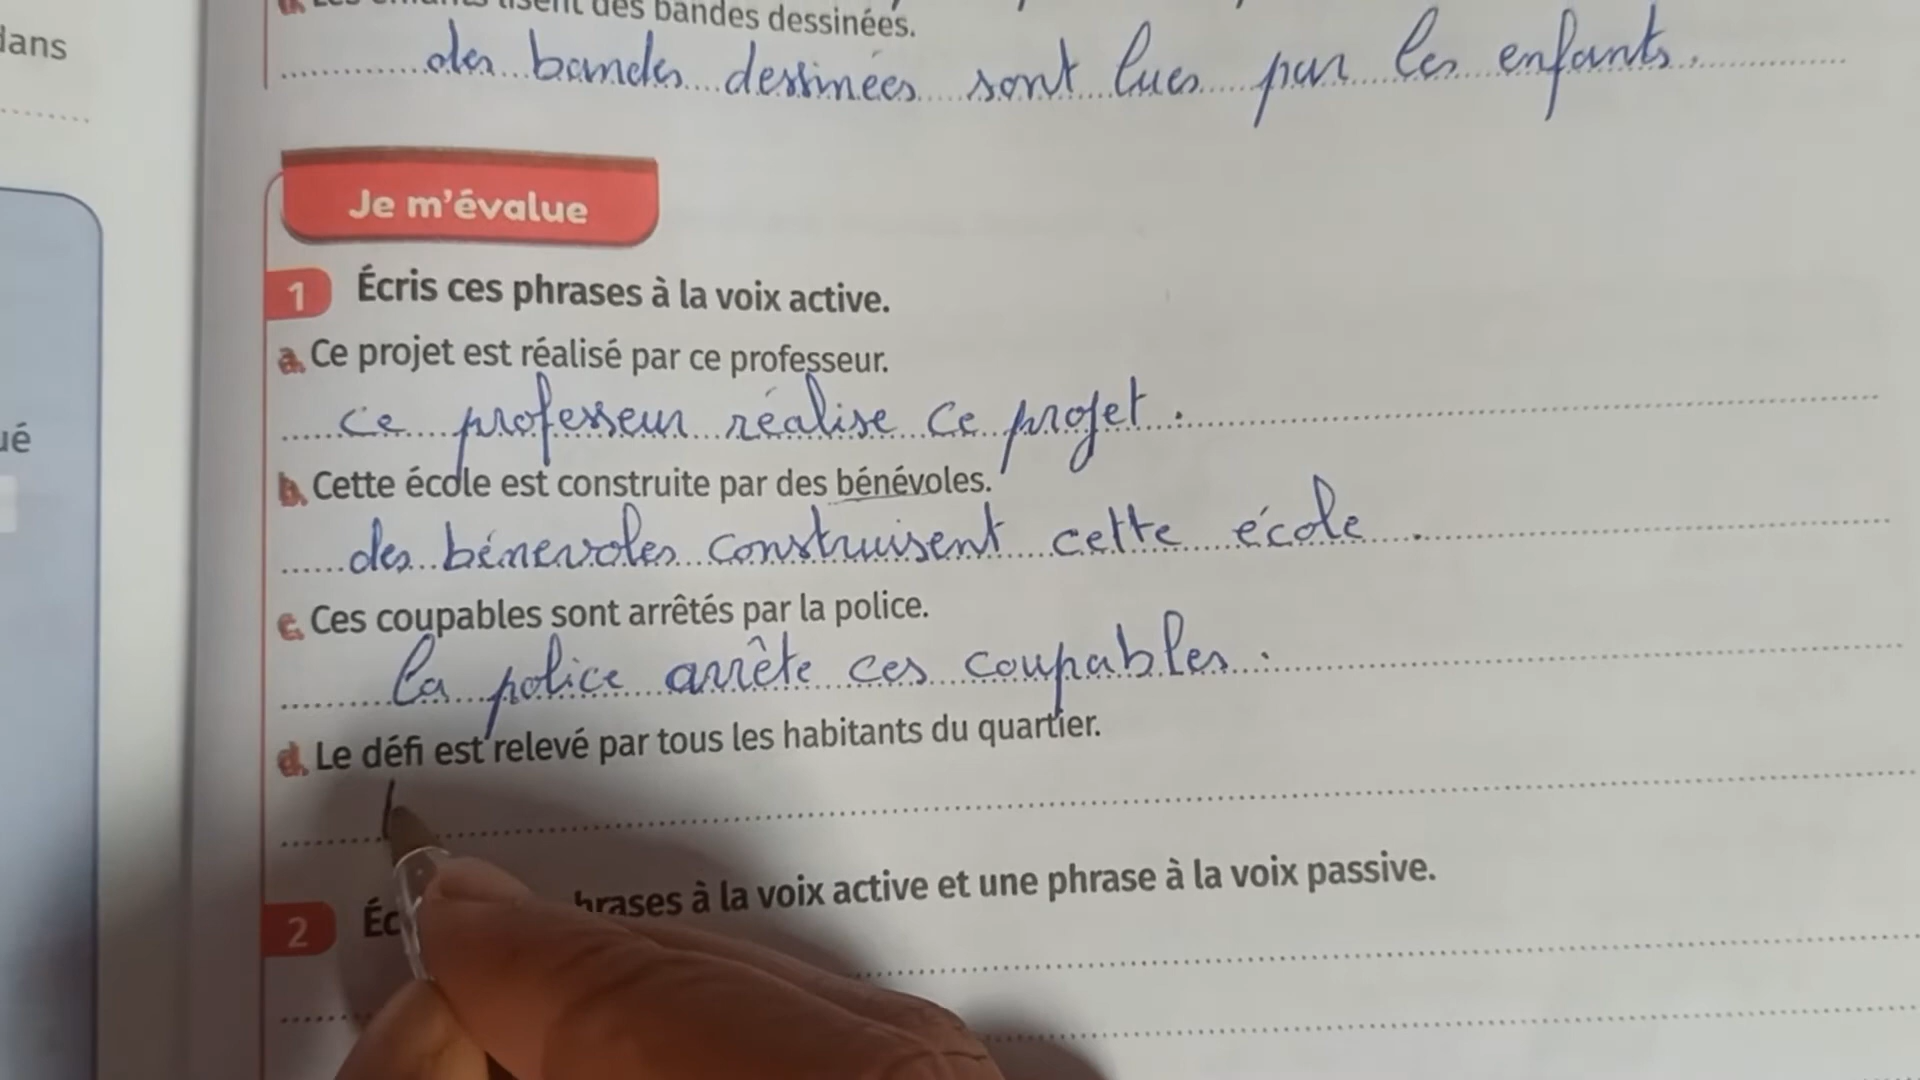 dans
ué
lisent des bandes dessinées.
des bandes dessinées sont lues par les enfants.
Je m'évalue
1 Écris ces phrases à la voix active.
a. Ce projet est réalisé par ce professeur.
ce professeur réalise ce projet.
b. Cette école est construite par des bénévoles.
des bénevoles construisent cette école.
c. Ces coupables sont arrêtés par la police.
la police arrête ces coupables.
d. Le défi est relevé par tous les habitants du quartier.
2 Éc hrases à la voix active et une phrase à la voix passive.